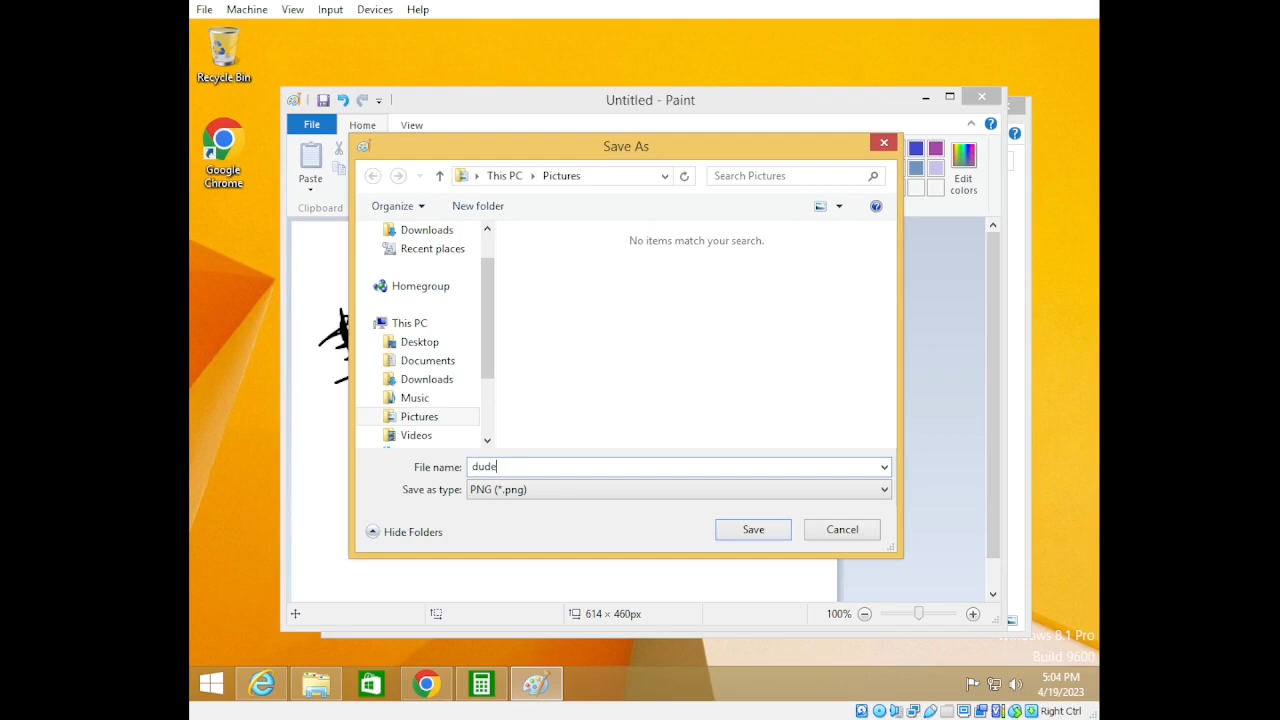 File Machine View Input Devices Help
Recycle Bin
Google
Chrome
Untitled - Paint
File Home View
Paste
Clipboard
Edit
colors
Save As
This PC Pictures
Search Pictures
Organize New folder
Downloads
Recent places
No items match your search.
Homegroup
This PC
Desktop
Documents
Downloads
Music
Pictures
Videos
File name: dude
Save as type: PNG (*.png)
Hide Folders
Save Cancel
614 × 460px
100%
Windows 8.1 Pro
Build 9600
5:04 PM
4/19/2023
Right Ctrl